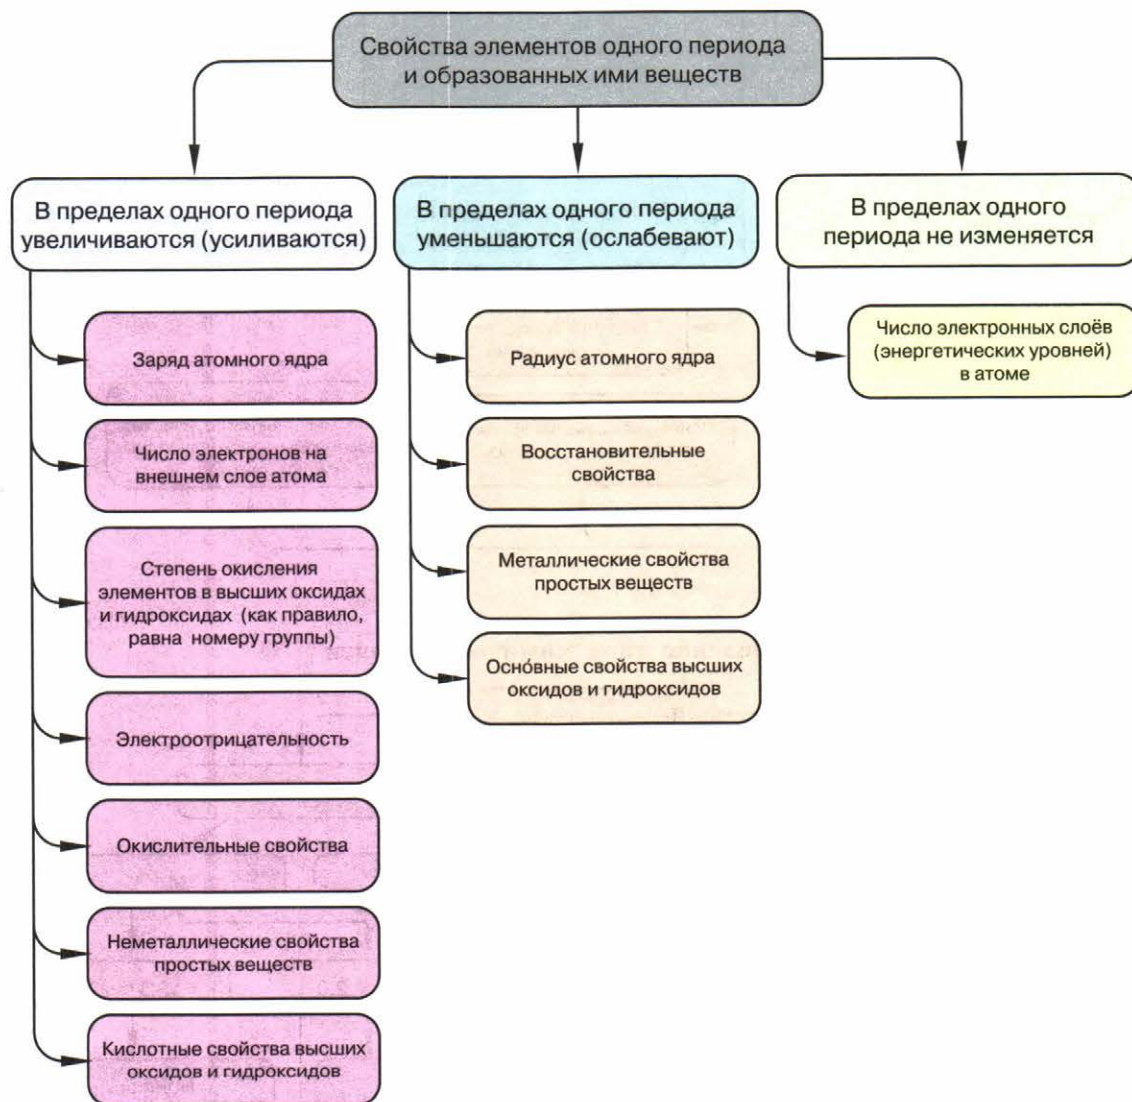 Свойства элементов одного периода
и образованных ими веществ
В пределах одного периода
увеличиваются (усиливаются)
Заряд атомного ядра
Число электронов на
внешнем слое атома
Степень окисления
элементов в высших оксидах
и гидроксидах (как правило,
равна номеру группы)
Электроотрицательность
Окислительные свойства
Неметаллические свойства
простых веществ
Кислотные свойства высших
оксидов и гидроксидов
В пределах одного периода
уменьшаются (ослабевают)
Радиус атомного ядра
Восстановительные
свойства
Металлические свойства
простых веществ
Осно́вные свойства высших
оксидов и гидроксидов
В пределах одного
периода не изменяется
Число электронных слоёв
(энергетических уровней)
в атоме